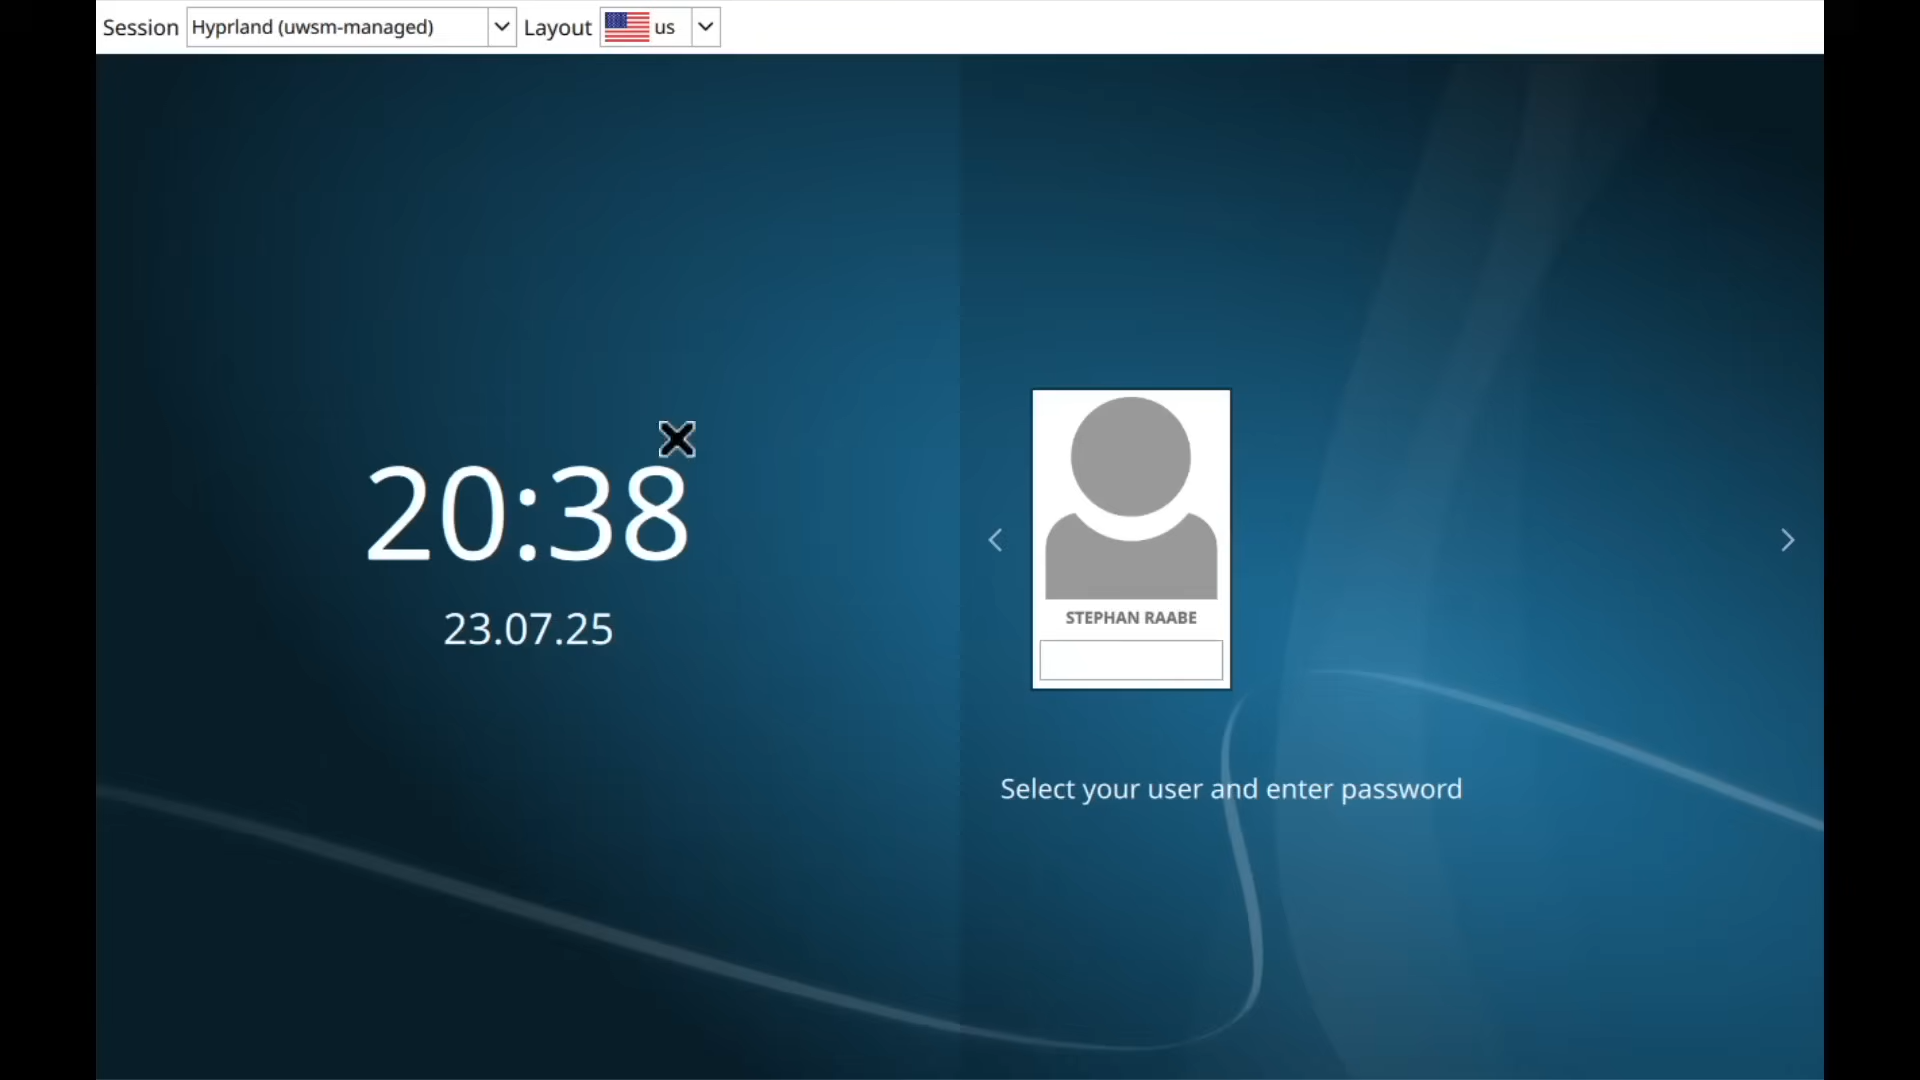 Session Hyprland (uwsm-managed) Layout us
20:38
23.07.25
STEPHAN RAABE
Select your user and enter password